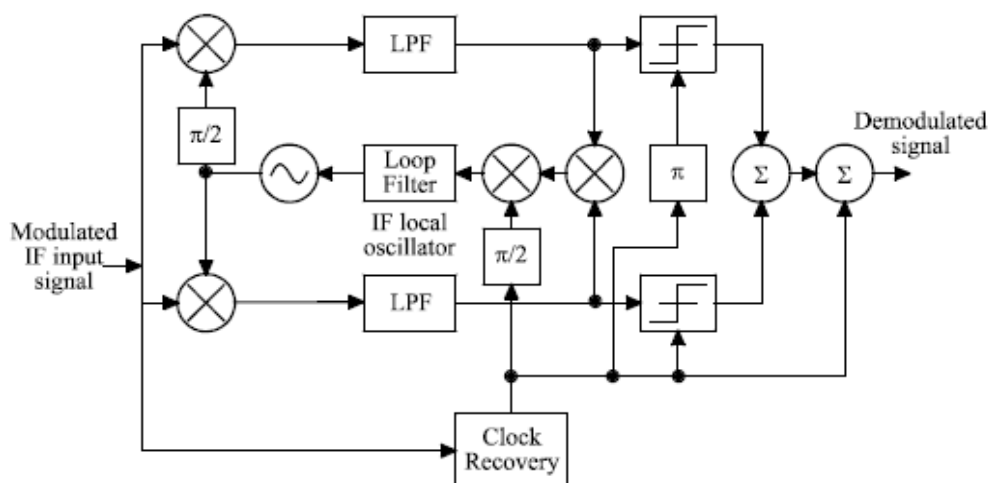 LPF
π/2
Demodulated
signal
Loop
Filter
π
Σ
Σ
IF local
oscillator
Modulated
IF input
signal
π/2
LPF
Clock
Recovery